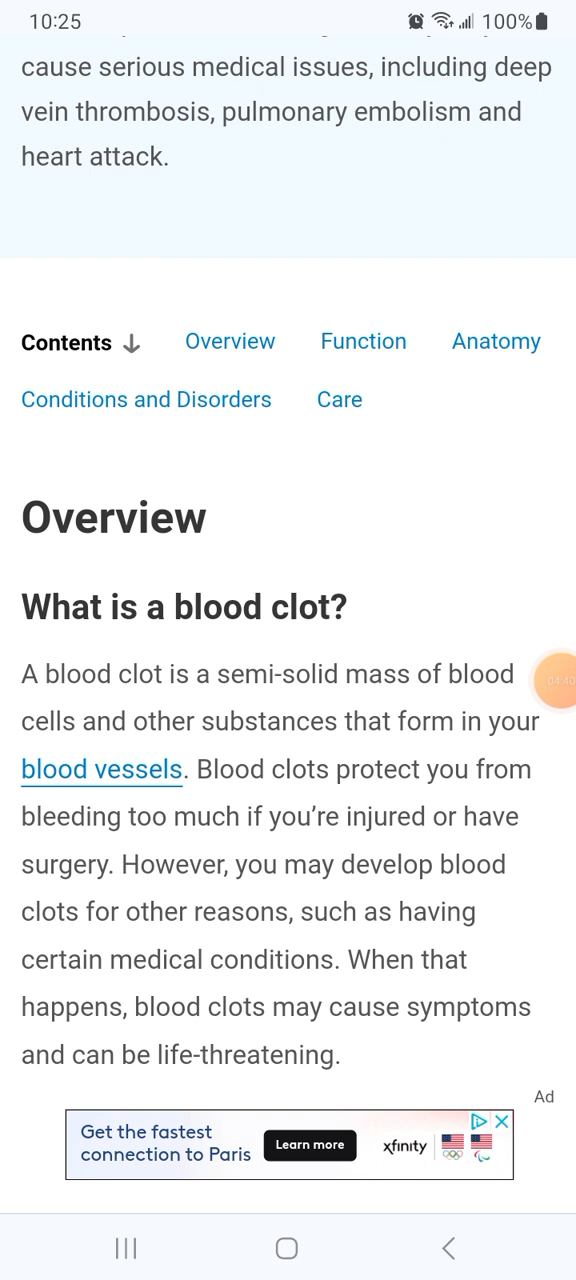 10:25
100%
cause serious medical issues, including deep
vein thrombosis, pulmonary embolism and
heart attack.
Contents ↓ Overview Function Anatomy
Conditions and Disorders Care
Overview
What is a blood clot?
A blood clot is a semi-solid mass of blood
cells and other substances that form in your
blood vessels. Blood clots protect you from
bleeding too much if you’re injured or have
surgery. However, you may develop blood
clots for other reasons, such as having
certain medical conditions. When that
happens, blood clots may cause symptoms
and can be life-threatening.
04:40
Ad
Get the fastest
connection to Paris
Learn more
xfinity